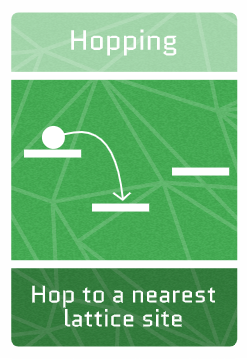 Hopping
Hop to a nearest
lattice site